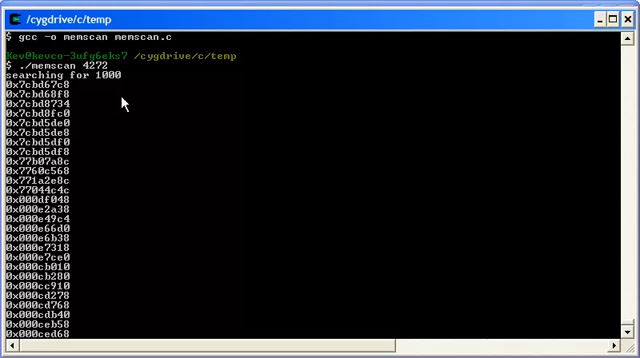 /cygdrive/c/temp
$ gcc -o memscan memscan.c
Kev@kevco-3ufg6eks7 /cygdrive/c/temp
$ ./memscan 4272
searching for 1000
0x7cbd67c8
0x7cbd68f8
0x7cbd8734
0x7cbd8fc0
0x7cbd5de0
0x7cbd5de8
0x7cbd5df0
0x7cbd5df8
0x77b07a8c
0x7760c568
0x771a2e8c
0x77044c4c
0x000df048
0x000e2a38
0x000e49c4
0x000e66d0
0x000e6b38
0x000e7318
0x000e7ce0
0x000cb010
0x000cb280
0x000cc910
0x000cd278
0x000cd768
0x000cdb40
0x000ceb58
0x000ced68